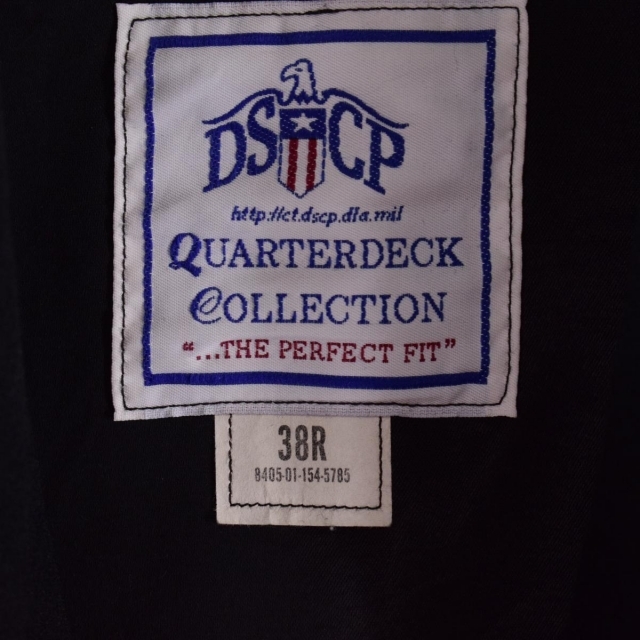 DSCP
http://ct.dscp.dla.mil
QUARTERDECK
COLLECTION
"...THE PERFECT FIT"
38R
8405-01-154-5785